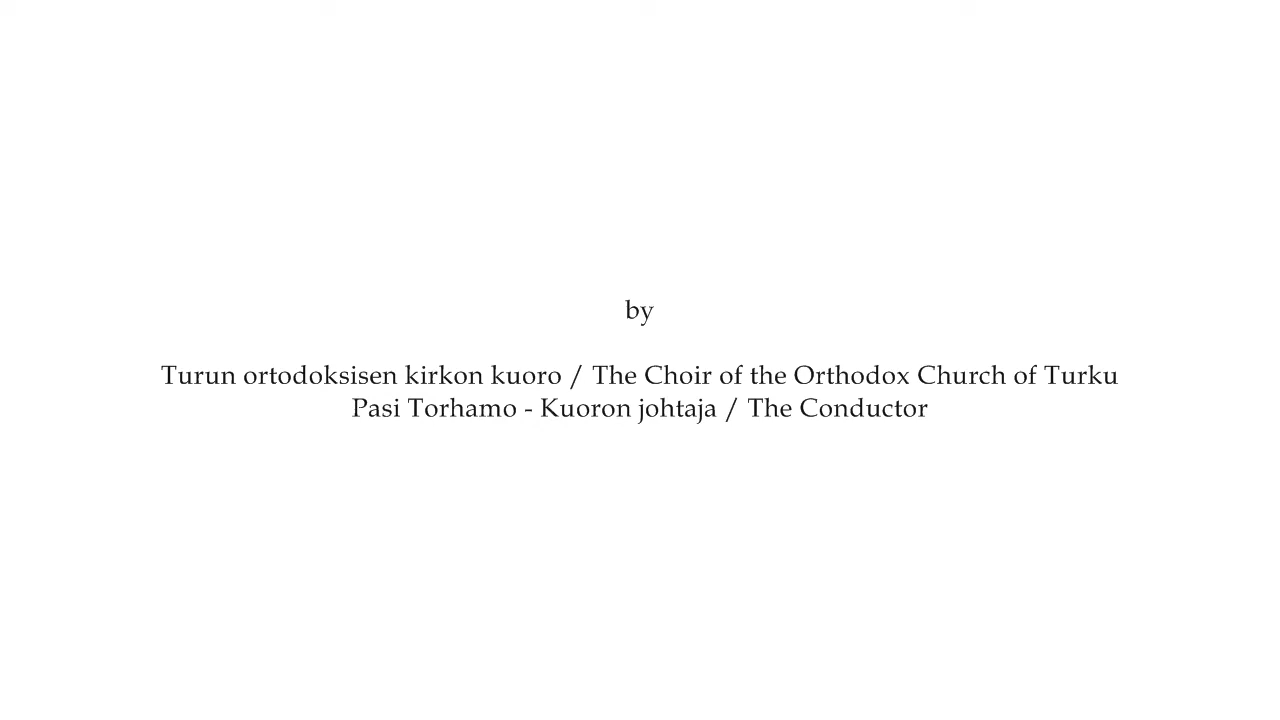 by
Turun ortodoksisen kirkon kuoro / The Choir of the Orthodox Church of Turku
Pasi Torhamo - Kuoron johtaja / The Conductor